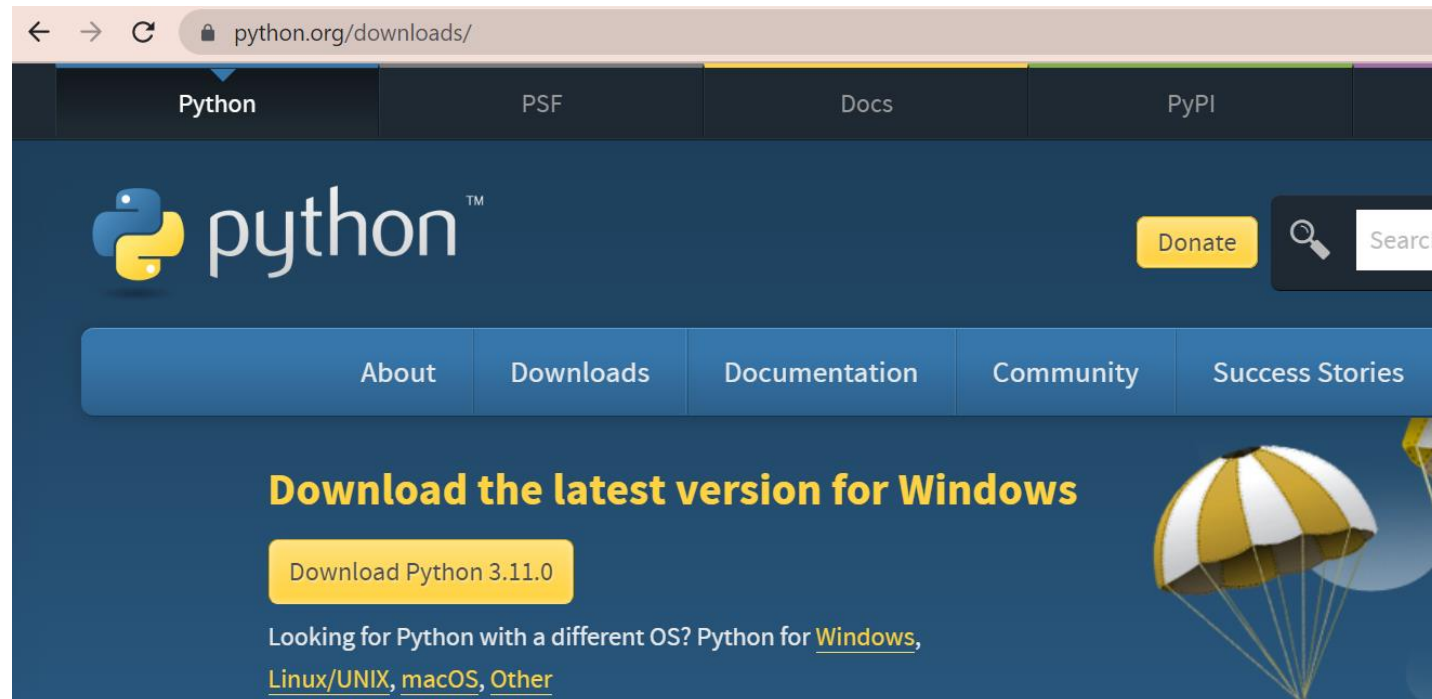 python.org/downloads/
Python PSF Docs PyPI
python™
Donate
About Downloads Documentation Community Success Stories
Download the latest version for Windows
Download Python 3.11.0
Looking for Python with a different OS? Python for Windows,
Linux/UNIX, macOS, Other